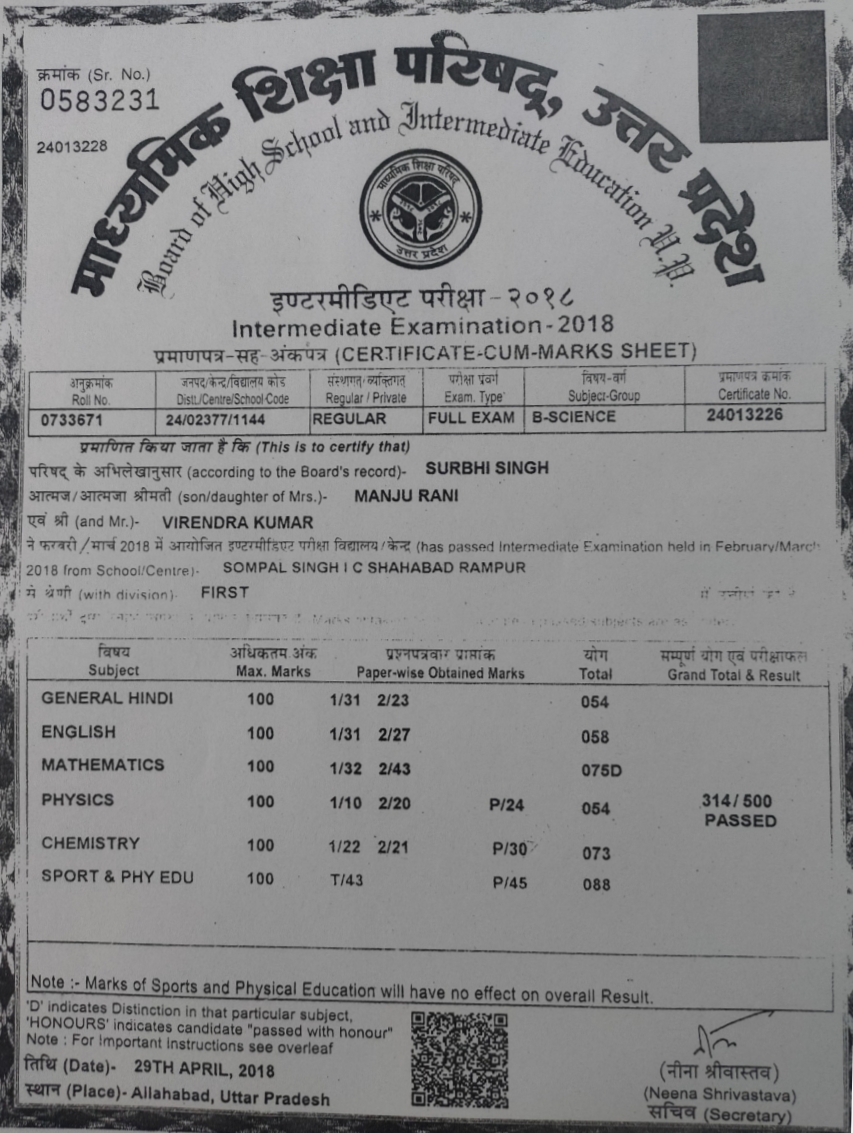 क्रमांक (Sr. No.)
0583231
24013228
माध्यमिक शिक्षा परिषद्, उत्तर प्रदेश
Board of High School and Intermediate Education U.P.
माध्यमिक शिक्षा परिषद्
उत्तर प्रदेश
इण्टरमीडिएट परीक्षा - २०१८
Intermediate Examination - 2018
प्रमाणपत्र-सह-अंकपत्र (CERTIFICATE-CUM-MARKS SHEET)
अनुक्रमांक जनपद/केन्द्र/विद्यालय कोड संस्थागत/व्यक्तिगत परीक्षा प्रवर्ग विषय-वर्ग प्रमाणपत्र क्रमांक
Roll No. Distt./Centre/School Code Regular / Private Exam. Type Subject-Group Certificate No.
0733671 24/02377/1144 REGULAR FULL EXAM B-SCIENCE 24013226
प्रमाणित किया जाता है कि (This is to certify that)
परिषद् के अभिलेखानुसार (according to the Board's record)- SURBHI SINGH
आत्मज/आत्मजा श्रीमती (son/daughter of Mrs.)- MANJU RANI
एवं श्री (and Mr.)- VIRENDRA KUMAR
ने फरवरी/मार्च 2018 में आयोजित इण्टरमीडिएट परीक्षा विद्यालय/केन्द्र (has passed Intermediate Examination held in February/March
2018 from School/Centre)- SOMPAL SINGH I C SHAHABAD RAMPUR
से श्रेणी (with division)- FIRST में
subjects are as
विषय अधिकतम अंक प्रश्नपत्रवार प्राप्तांक योग सम्पूर्ण योग एवं परीक्षाफल
Subject Max. Marks Paper-wise Obtained Marks Total Grand Total & Result
GENERAL HINDI 100 1/31 2/23 054
ENGLISH 100 1/31 2/27 058
MATHEMATICS 100 1/32 2/43 075D
PHYSICS 100 1/10 2/20 P/24 054 314/500
PASSED
CHEMISTRY 100 1/22 2/21 P/30 073
SPORT & PHY EDU 100 T/43 P/45 088
Note :- Marks of Sports and Physical Education will have no effect on overall Result.
'D' indicates Distinction in that particular subject,
'HONOURS' indicates candidate "passed with honour"
Note : For Important Instructions see overleaf
तिथि (Date)- 29TH APRIL, 2018
स्थान (Place)- Allahabad, Uttar Pradesh
(नीना श्रीवास्तव)
(Neena Shrivastava)
सचिव (Secretary)